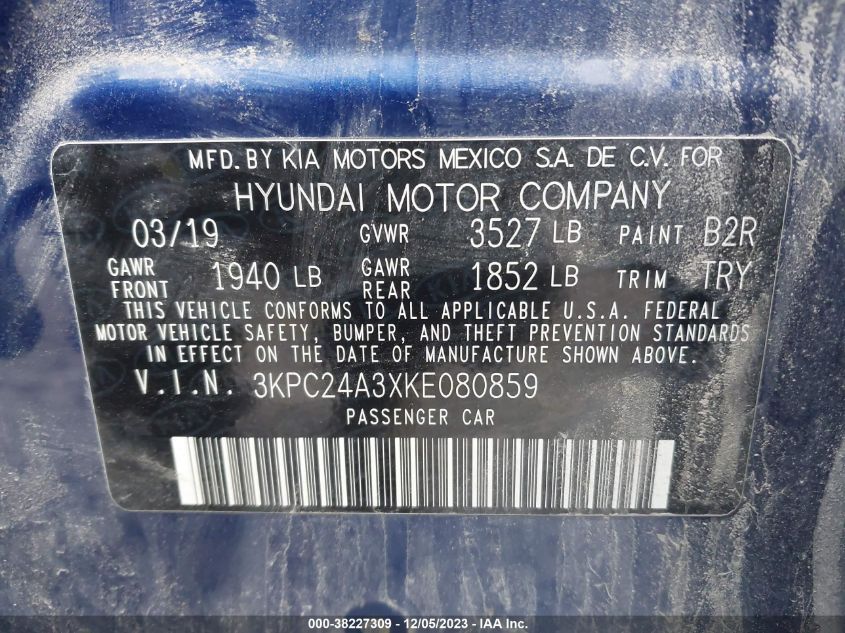 MFD. BY KIA MOTORS MEXICO S.A. DE C.V. FOR
HYUNDAI MOTOR COMPANY
03/19 GVWR 3527 LB PAINT B2R
GAWR FRONT 1940 LB GAWR REAR 1852 LB TRIM TRY
THIS VEHICLE CONFORMS TO ALL APPLICABLE U.S.A. FEDERAL
MOTOR VEHICLE SAFETY, BUMPER, AND THEFT PREVENTION STANDARDS
IN EFFECT ON THE DATE OF MANUFACTURE SHOWN ABOVE.
V.I.N. 3KPC24A3XKE080859
PASSENGER CAR
000-38227309 - 12/05/2023 - IAA Inc.